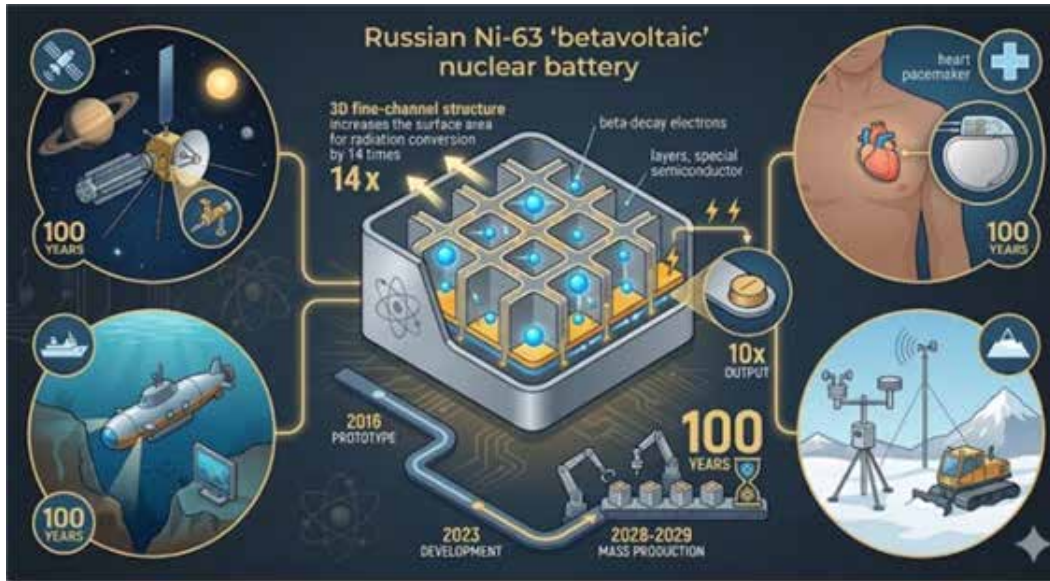 Russian Ni-63 ‘betavoltaic’
nuclear battery
3D fine-channel structure
increases the surface area
for radiation conversion
by 14 times
14x
beta-decay electrons
layers, special
semiconductor
heart
pacemaker
100
YEARS
100
YEARS
10x
OUTPUT
2016
PROTOTYPE
100
YEARS
100
YEARS
2023
DEVELOPMENT
2028-2029
MASS PRODUCTION